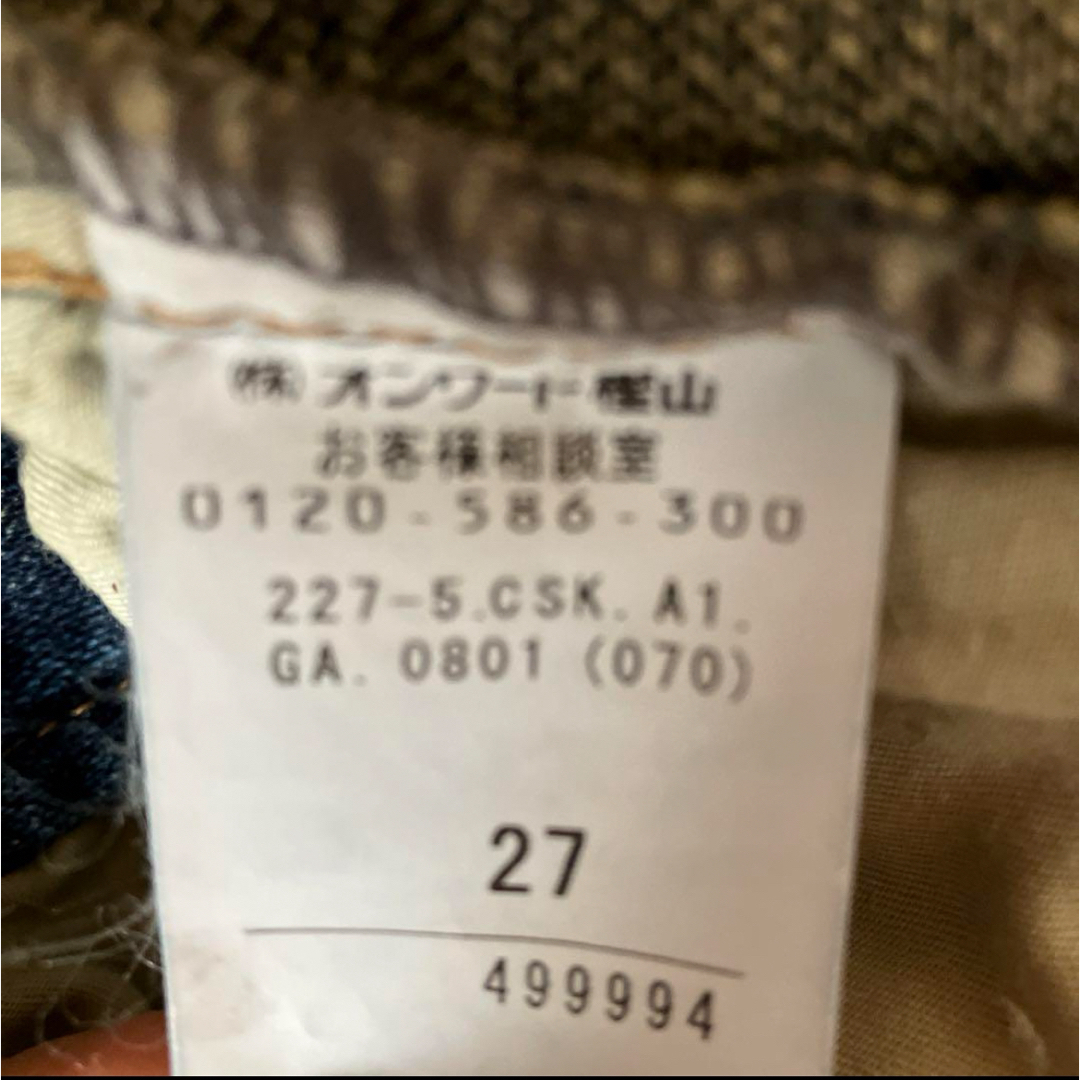 (株)オンワード樫山
お客様相談室
0120-586-300
227-5.CSK.A1.
GA.0801(070)
27
499994